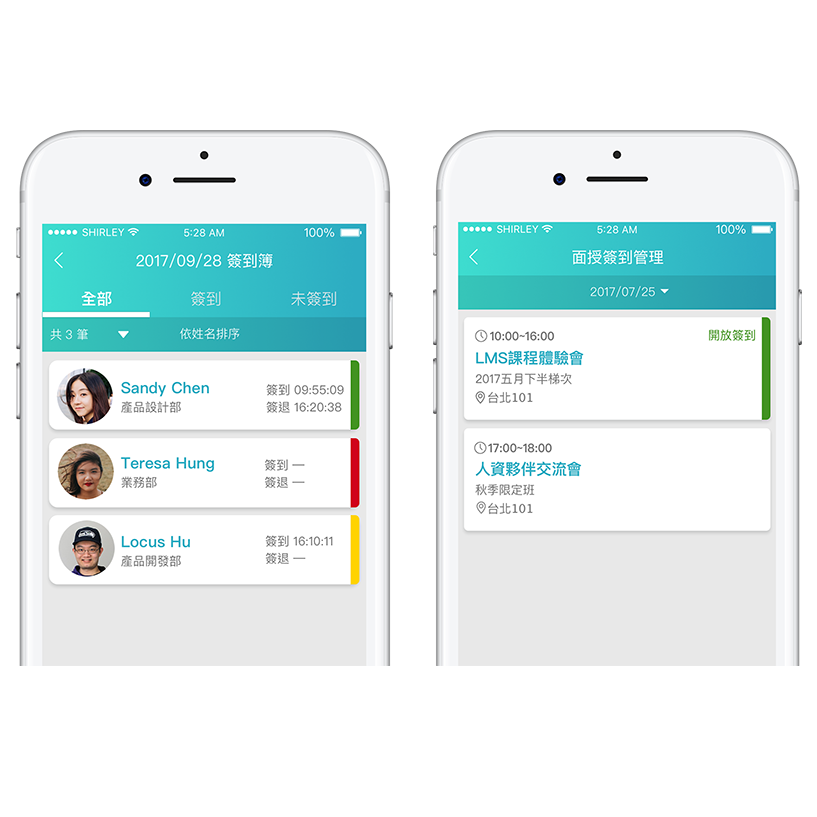 SHIRLEY 5:28 AM 100%
2017/09/28 簽到簿
全部 簽到 未簽到
共 3 筆 依姓名排序
Sandy Chen
產品設計部
簽到 09:55:09
簽退 16:20:38
Teresa Hung
業務部
簽到 —
簽退 —
Locus Hu
產品開發部
簽到 16:10:11
簽退 —
SHIRLEY 5:28 AM 100%
面授簽到管理
2017/07/25
10:00~16:00 開放簽到
LMS課程體驗會
2017五月下半梯次
台北101
17:00~18:00
人資夥伴交流會
秋季限定班
台北101